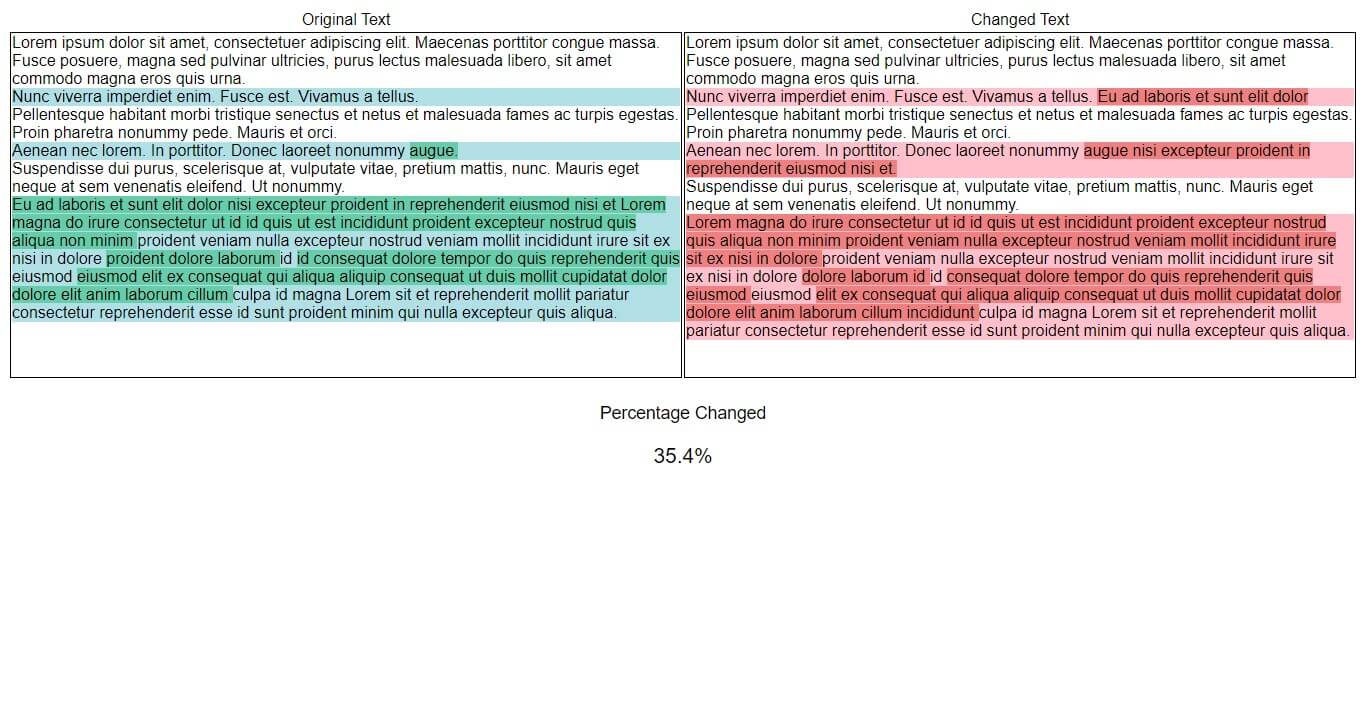 Original Text
Lorem ipsum dolor sit amet, consectetuer adipiscing elit. Maecenas porttitor congue massa.
Fusce posuere, magna sed pulvinar ultricies, purus lectus malesuada libero, sit amet
commodo magna eros quis urna.
Nunc viverra imperdiet enim. Fusce est. Vivamus a tellus.
Pellentesque habitant morbi tristique senectus et netus et malesuada fames ac turpis egestas.
Proin pharetra nonummy pede. Mauris et orci.
Aenean nec lorem. In porttitor. Donec laoreet nonummy augue.
Suspendisse dui purus, scelerisque at, vulputate vitae, pretium mattis, nunc. Mauris eget
neque at sem venenatis eleifend. Ut nonummy.
Eu ad laboris et sunt elit dolor nisi excepteur proident in reprehenderit eiusmod nisi et Lorem
magna do irure consectetur ut id id quis ut est incididunt proident excepteur nostrud quis
aliqua non minim proident veniam nulla excepteur nostrud veniam mollit incididunt irure sit ex
nisi in dolore proident dolore laborum id id consequat dolore tempor do quis reprehenderit quis
eiusmod eiusmod elit ex consequat qui aliqua aliquip consequat ut duis mollit cupidatat dolor
dolore elit anim laborum cillum culpa id magna Lorem sit et reprehenderit mollit pariatur
consectetur reprehenderit esse id sunt proident minim qui nulla excepteur quis aliqua.
Changed Text
Lorem ipsum dolor sit amet, consectetuer adipiscing elit. Maecenas porttitor congue massa.
Fusce posuere, magna sed pulvinar ultricies, purus lectus malesuada libero, sit amet
commodo magna eros quis urna.
Nunc viverra imperdiet enim. Fusce est. Vivamus a tellus. Eu ad laboris et sunt elit dolor
Pellentesque habitant morbi tristique senectus et netus et malesuada fames ac turpis egestas.
Proin pharetra nonummy pede. Mauris et orci.
Aenean nec lorem. In porttitor. Donec laoreet nonummy augue nisi excepteur proident in
reprehenderit eiusmod nisi et.
Suspendisse dui purus, scelerisque at, vulputate vitae, pretium mattis, nunc. Mauris eget
neque at sem venenatis eleifend. Ut nonummy.
Lorem magna do irure consectetur ut id id quis ut est incididunt proident excepteur nostrud
quis aliqua non minim proident veniam nulla excepteur nostrud veniam mollit incididunt irure
sit ex nisi in dolore proident veniam nulla excepteur nostrud veniam mollit incididunt irure sit
ex nisi in dolore dolore laborum id id consequat dolore tempor do quis reprehenderit quis
eiusmod eiusmod elit ex consequat qui aliqua aliquip consequat ut duis mollit cupidatat dolor
dolore elit anim laborum cillum incididunt culpa id magna Lorem sit et reprehenderit mollit
pariatur consectetur reprehenderit esse id sunt proident minim qui nulla excepteur quis aliqua.
Percentage Changed
35.4%